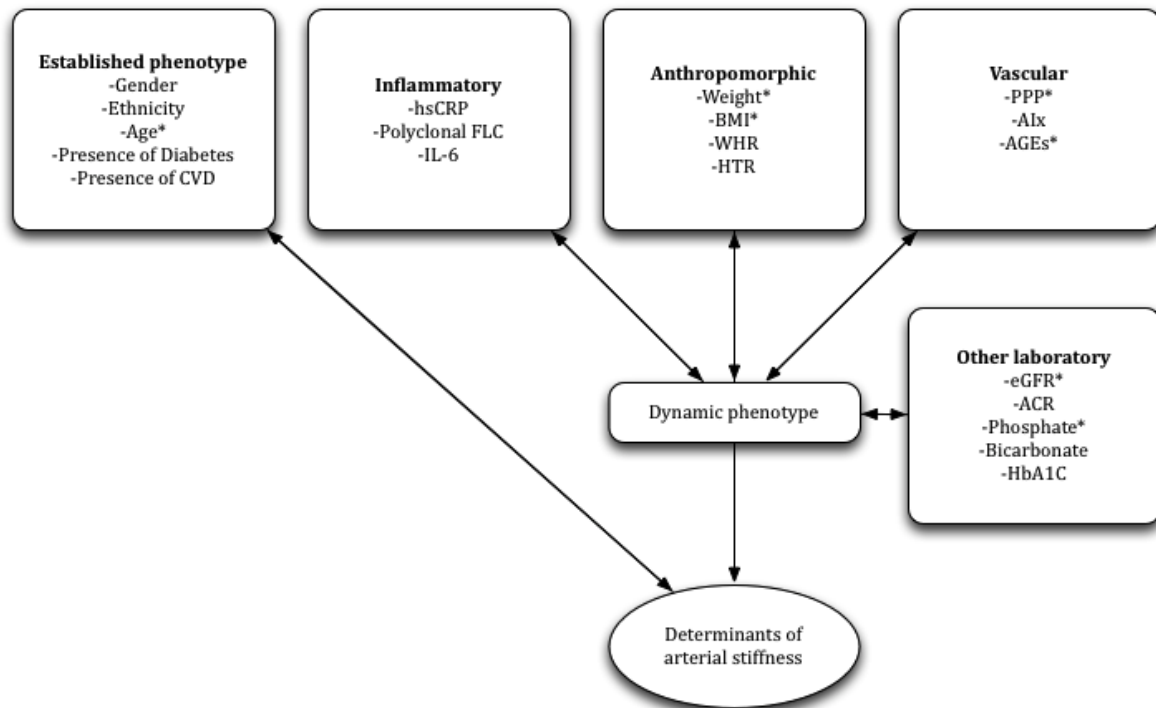 Established phenotype
-Gender
-Ethnicity
-Age*
-Presence of Diabetes
-Presence of CVD
Inflammatory
-hsCRP
-Polyclonal FLC
-IL-6
Anthropomorphic
-Weight*
-BMI*
-WHR
-HTR
Vascular
-PPP*
-AIx
-AGEs*
Other laboratory
-eGFR*
-ACR
-Phosphate*
-Bicarbonate
-HbA1C
Dynamic phenotype
Determinants of
arterial stiffness